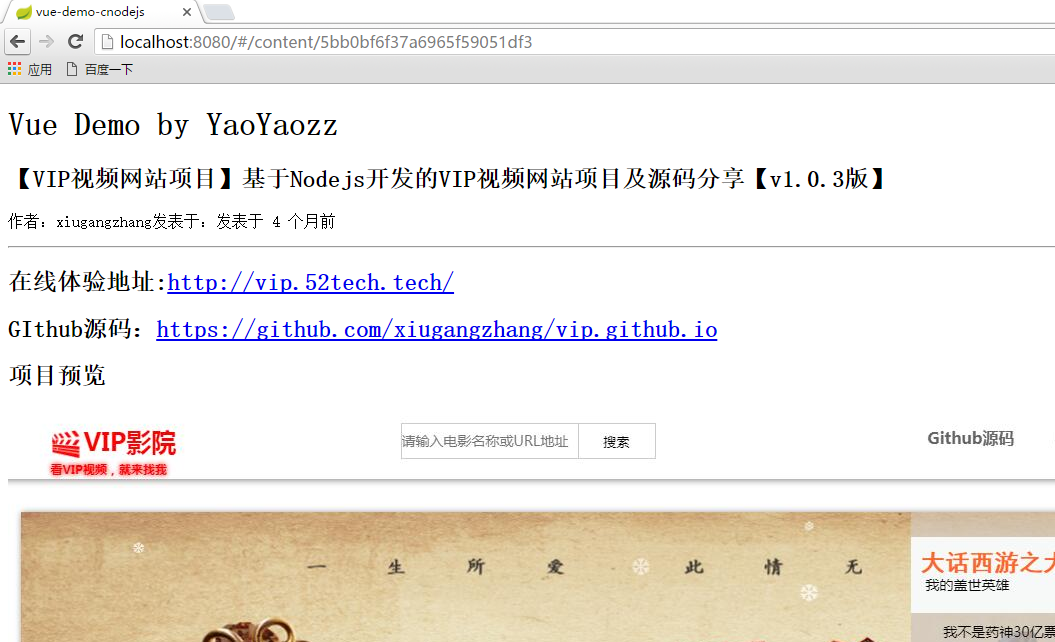 vue-demo-cnodejs
localhost:8080/#/content/5bb0bf6f37a6965f59051df3
应用 百度一下
Vue Demo by YaoYaozz
【VIP视频网站项目】基于Nodejs开发的VIP视频网站项目及源码分享【v1.0.3版】
作者：xiugangzhang发表于：发表于 4 个月前
在线体验地址:http://vip.52tech.tech/
GIthub源码：https://github.com/xiugangzhang/vip.github.io
项目预览
VIP影院
看VIP视频，就来找我
请输入电影名称或URL地址 搜索 Github源码
一生所爱 此情无
大话西游之大
我的盖世英雄
我不是药神30亿票